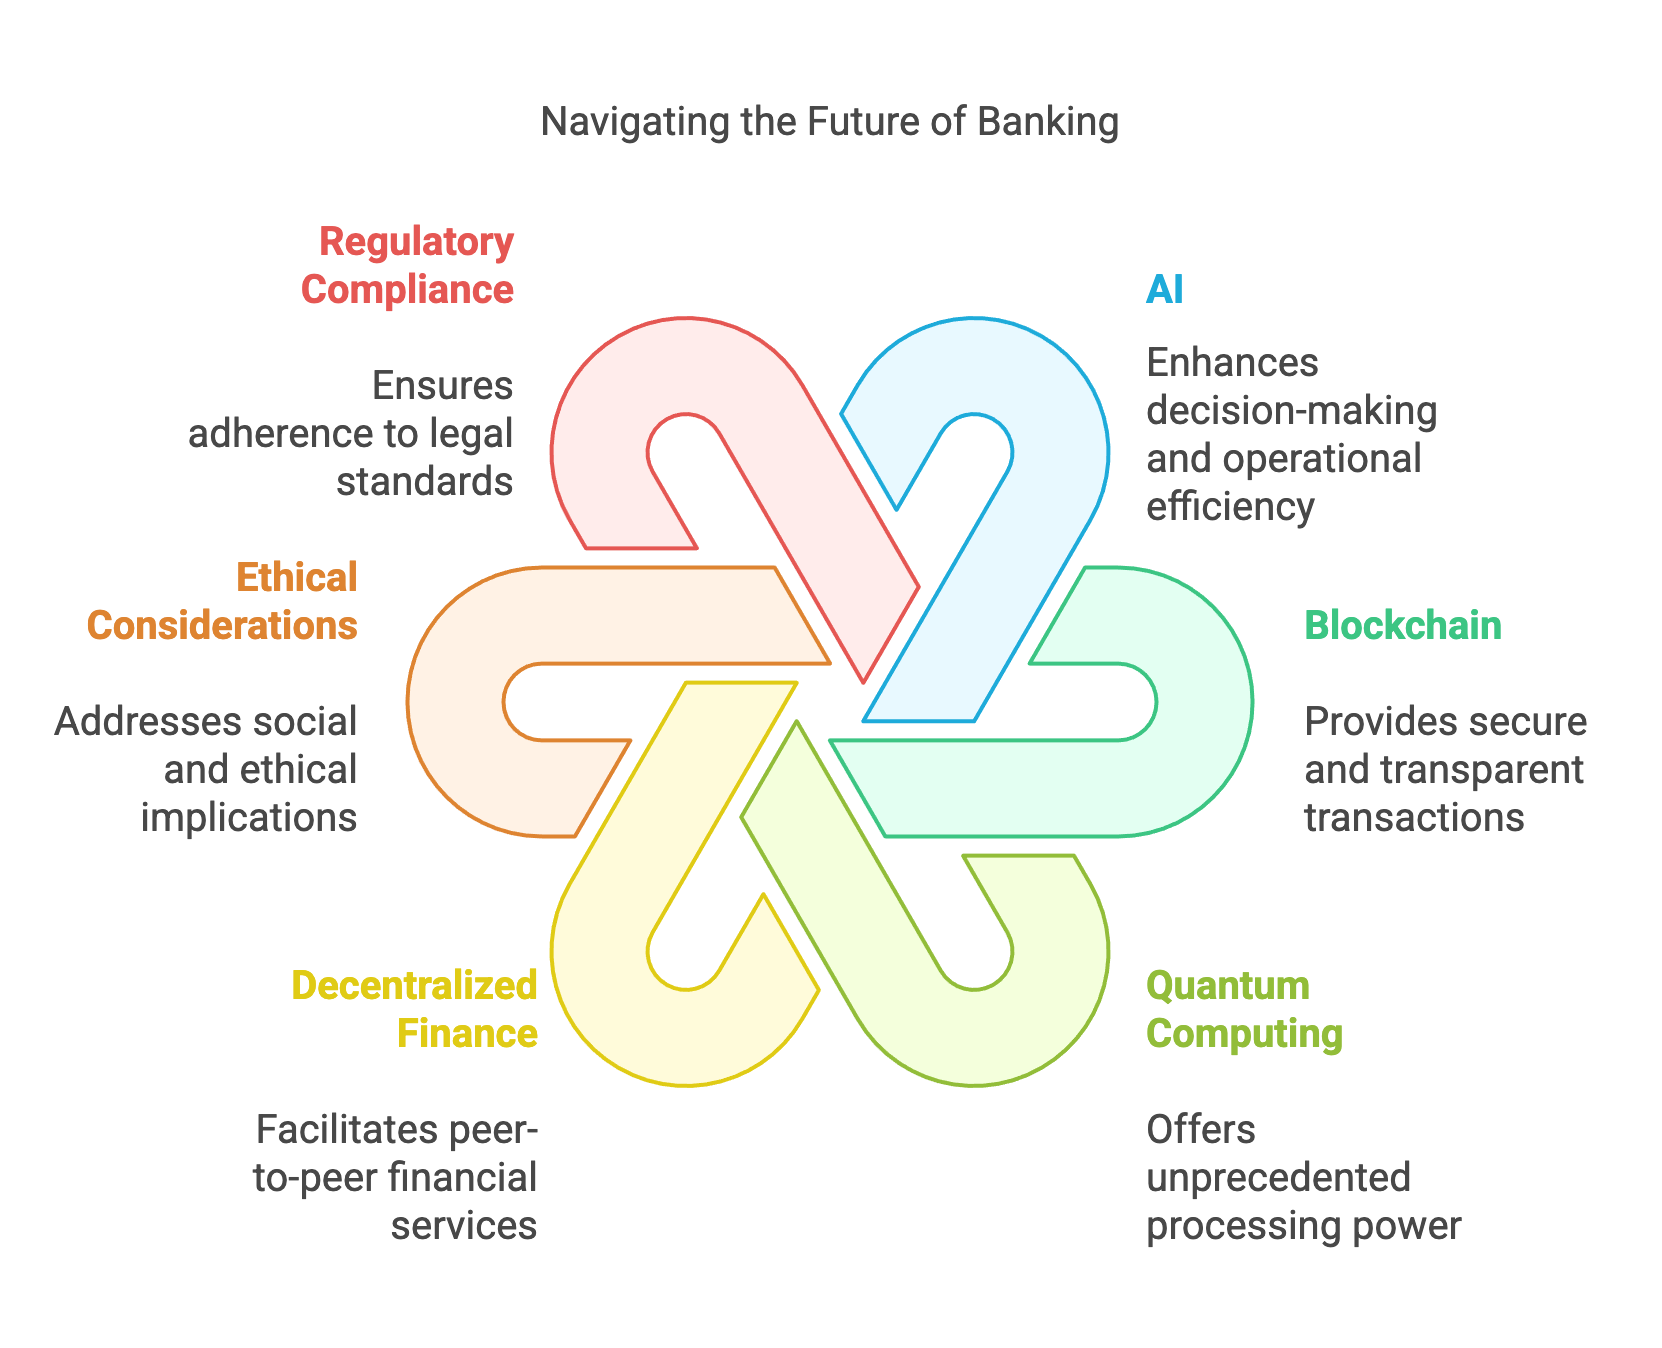 Navigating the Future of Banking
Regulatory
Compliance
Ensures
adherence to legal
standards
AI
Enhances
decision-making
and operational
efficiency
Ethical
Considerations
Addresses social
and ethical
implications
Blockchain
Provides secure
and transparent
transactions
Decentralized
Finance
Facilitates peer-
to-peer financial
services
Quantum
Computing
Offers
unprecedented
processing power